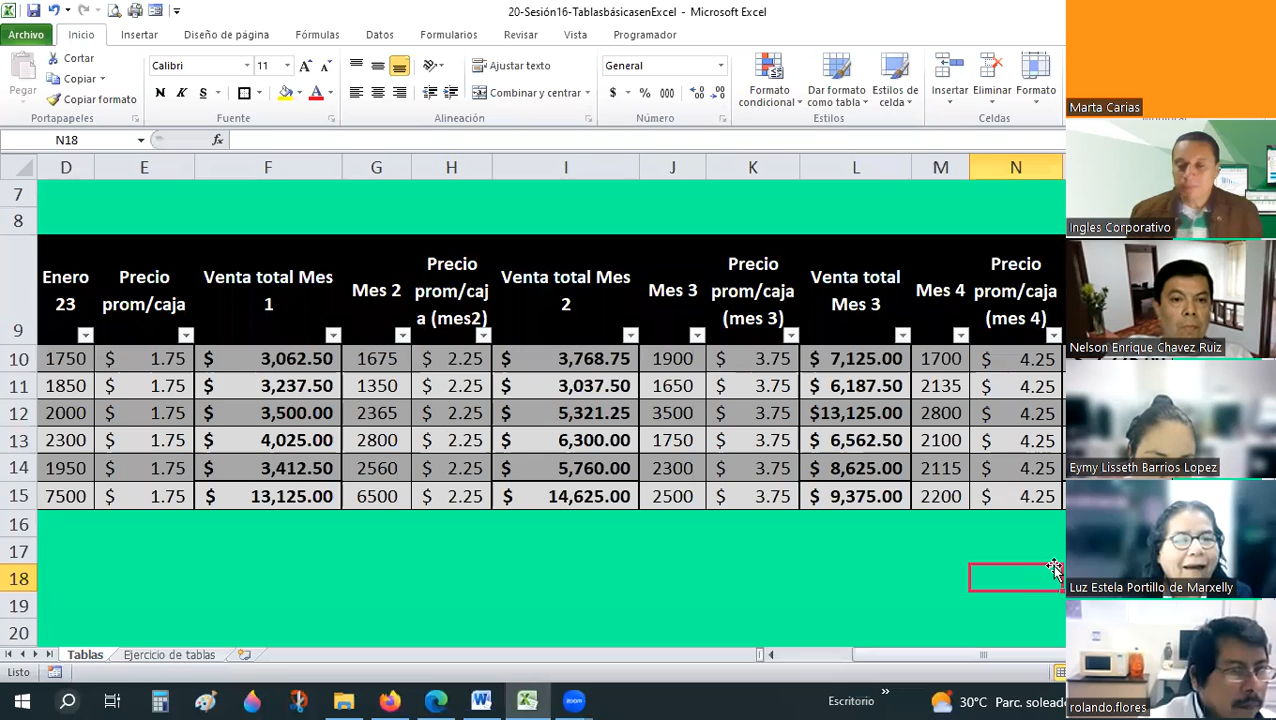 20-Sesión16-TablasbásicasenExcel - Microsoft Excel
Archivo Inicio Insertar Diseño de página Fórmulas Datos Formularios Revisar Vista Programador
Pegar Cortar Copiar Copiar formato
Calibri 11 N K S
Ajustar texto
Combinar y centrar
General
$ % 000
Formato condicional
Dar formato como tabla
Estilos de celda
Insertar Eliminar Formato
Portapapeles Fuente Alineación Número Estilos Celdas
N18 fx
D E F G H I J K L M N
7
8
9 Enero 23 Precio prom/caja Venta total Mes 1 Mes 2 Precio prom/caj a (mes2) Venta total Mes 2 Mes 3 Precio prom/caja (mes 3) Venta total Mes 3 Mes 4 Precio prom/caja (mes 4)
10 1750 $ 1.75 $ 3,062.50 1675 $ 2.25 $ 3,768.75 1900 $ 3.75 $ 7,125.00 1700 $ 4.25
11 1850 $ 1.75 $ 3,237.50 1350 $ 2.25 $ 3,037.50 1650 $ 3.75 $ 6,187.50 2135 $ 4.25
12 2000 $ 1.75 $ 3,500.00 2365 $ 2.25 $ 5,321.25 3500 $ 3.75 $13,125.00 2800 $ 4.25
13 2300 $ 1.75 $ 4,025.00 2800 $ 2.25 $ 6,300.00 1750 $ 3.75 $ 6,562.50 2100 $ 4.25
14 1950 $ 1.75 $ 3,412.50 2560 $ 2.25 $ 5,760.00 2300 $ 3.75 $ 8,625.00 2115 $ 4.25
15 7500 $ 1.75 $ 13,125.00 6500 $ 2.25 $ 14,625.00 2500 $ 3.75 $ 9,375.00 2200 $ 4.25
16
17
18
19
20
Tablas Ejercicio de tablas
Listo
Escritorio » 30°C Parc. soleado
zoom
Marta Carias
Ingles Corporativo
Nelson Enrique Chavez Ruiz
Eymy Lisseth Barrios Lopez
Luz Estela Portillo de Marxelly
rolando.flores